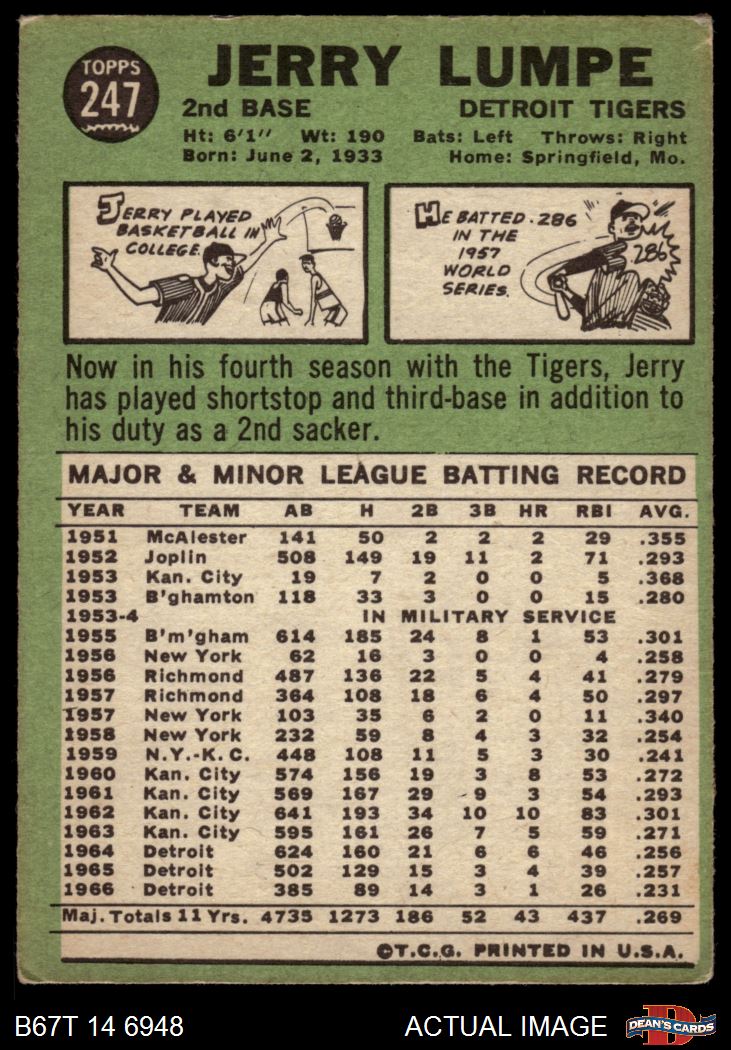 TOPPS
247
JERRY LUMPE
2nd BASE DETROIT TIGERS
Ht: 6'1" Wt: 190 Bats: Left Throws: Right
Born: June 2, 1933 Home: Springfield, Mo.
JERRY PLAYED
BASKETBALL IN
COLLEGE.
HE BATTED .286
IN THE
1957
WORLD
SERIES.
286
Now in his fourth season with the Tigers, Jerry
has played shortstop and third-base in addition to
his duty as a 2nd sacker.
MAJOR & MINOR LEAGUE BATTING RECORD
YEAR TEAM AB H 2B 3B HR RBI AVG.
1951 McAlester 141 50 2 2 2 29 .355
1952 Joplin 508 149 19 11 2 71 .293
1953 Kan. City 19 7 2 0 0 5 .368
1953 B'ghamton 118 33 3 0 0 15 .280
1953-4 IN MILITARY SERVICE
1955 B'm'gham 614 185 24 8 1 53 .301
1956 New York 62 16 3 0 0 4 .258
1956 Richmond 487 136 22 5 4 41 .279
1957 Richmond 364 108 18 6 4 50 .297
1957 New York 103 35 6 2 0 11 .340
1958 New York 232 59 8 4 3 32 .254
1959 N.Y.-K.C. 448 108 11 5 3 30 .241
1960 Kan. City 574 156 19 3 8 53 .272
1961 Kan. City 569 167 29 9 3 54 .293
1962 Kan. City 641 193 34 10 10 83 .301
1963 Kan. City 595 161 26 7 5 59 .271
1964 Detroit 624 160 21 6 6 46 .256
1965 Detroit 502 129 15 3 4 39 .257
1966 Detroit 385 89 14 3 1 26 .231
Maj. Totals 11 Yrs. 4735 1273 186 52 43 437 .269
©T.C.G. PRINTED IN U.S.A.
B67T 14 6948 ACTUAL IMAGE D DEAN'S CARDS